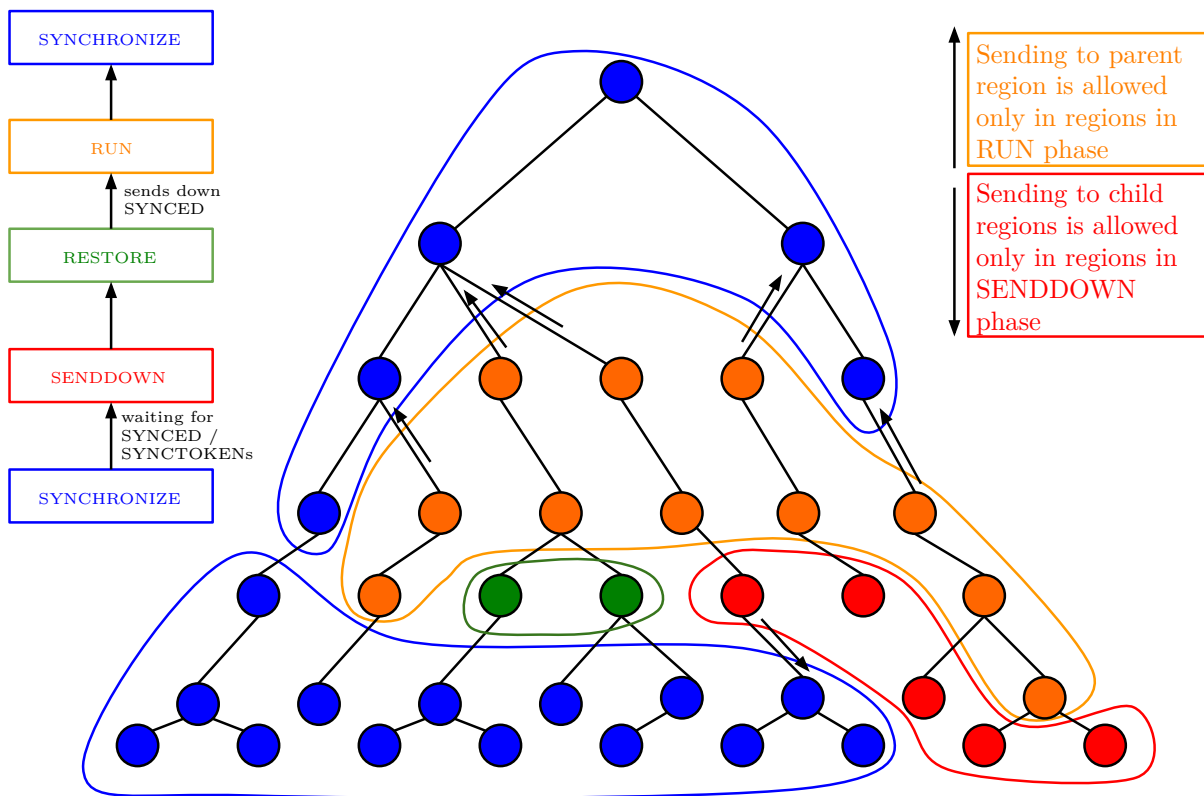 SYNCHRONIZE
RUN
sends down
SYNCED
RESTORE
SENDDOWN
waiting for
SYNCED /
SYNCTOKENs
SYNCHRONIZE
Sending to parent
region is allowed
only in regions in
RUN phase
Sending to child
regions is allowed
only in regions in
SENDDOWN
phase